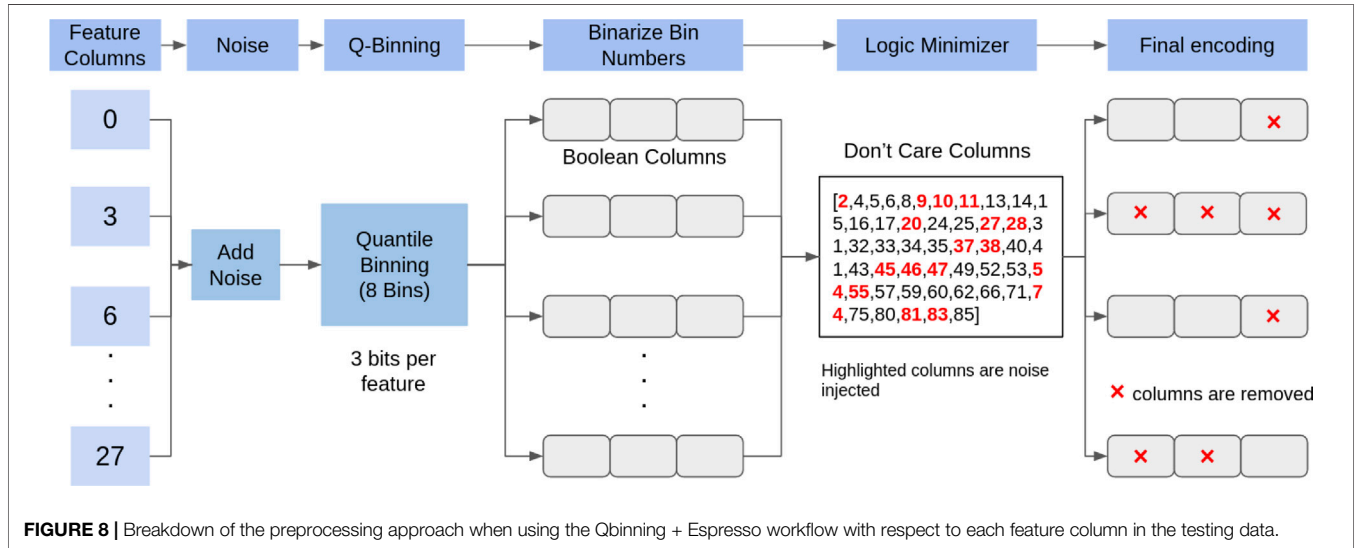 Feature
Columns
Noise
Q-Binning
Binarize Bin
Numbers
Logic Minimizer
Final encoding
0
3
6
.
.
.
27
Add
Noise
Quantile
Binning
(8 Bins)
3 bits per
feature
Boolean Columns
.
.
.
Don't Care Columns
[2,4,5,6,8,9,10,11,13,14,1
5,16,17,20,24,25,27,28,3
1,32,33,34,35,37,38,40,4
1,43,45,46,47,49,52,53,5
4,55,57,59,60,62,66,71,7
4,75,80,81,83,85]
Highlighted columns are noise
injected
× columns are removed
FIGURE 8 | Breakdown of the preprocessing approach when using the Qbinning + Espresso workflow with respect to each feature column in the testing data.